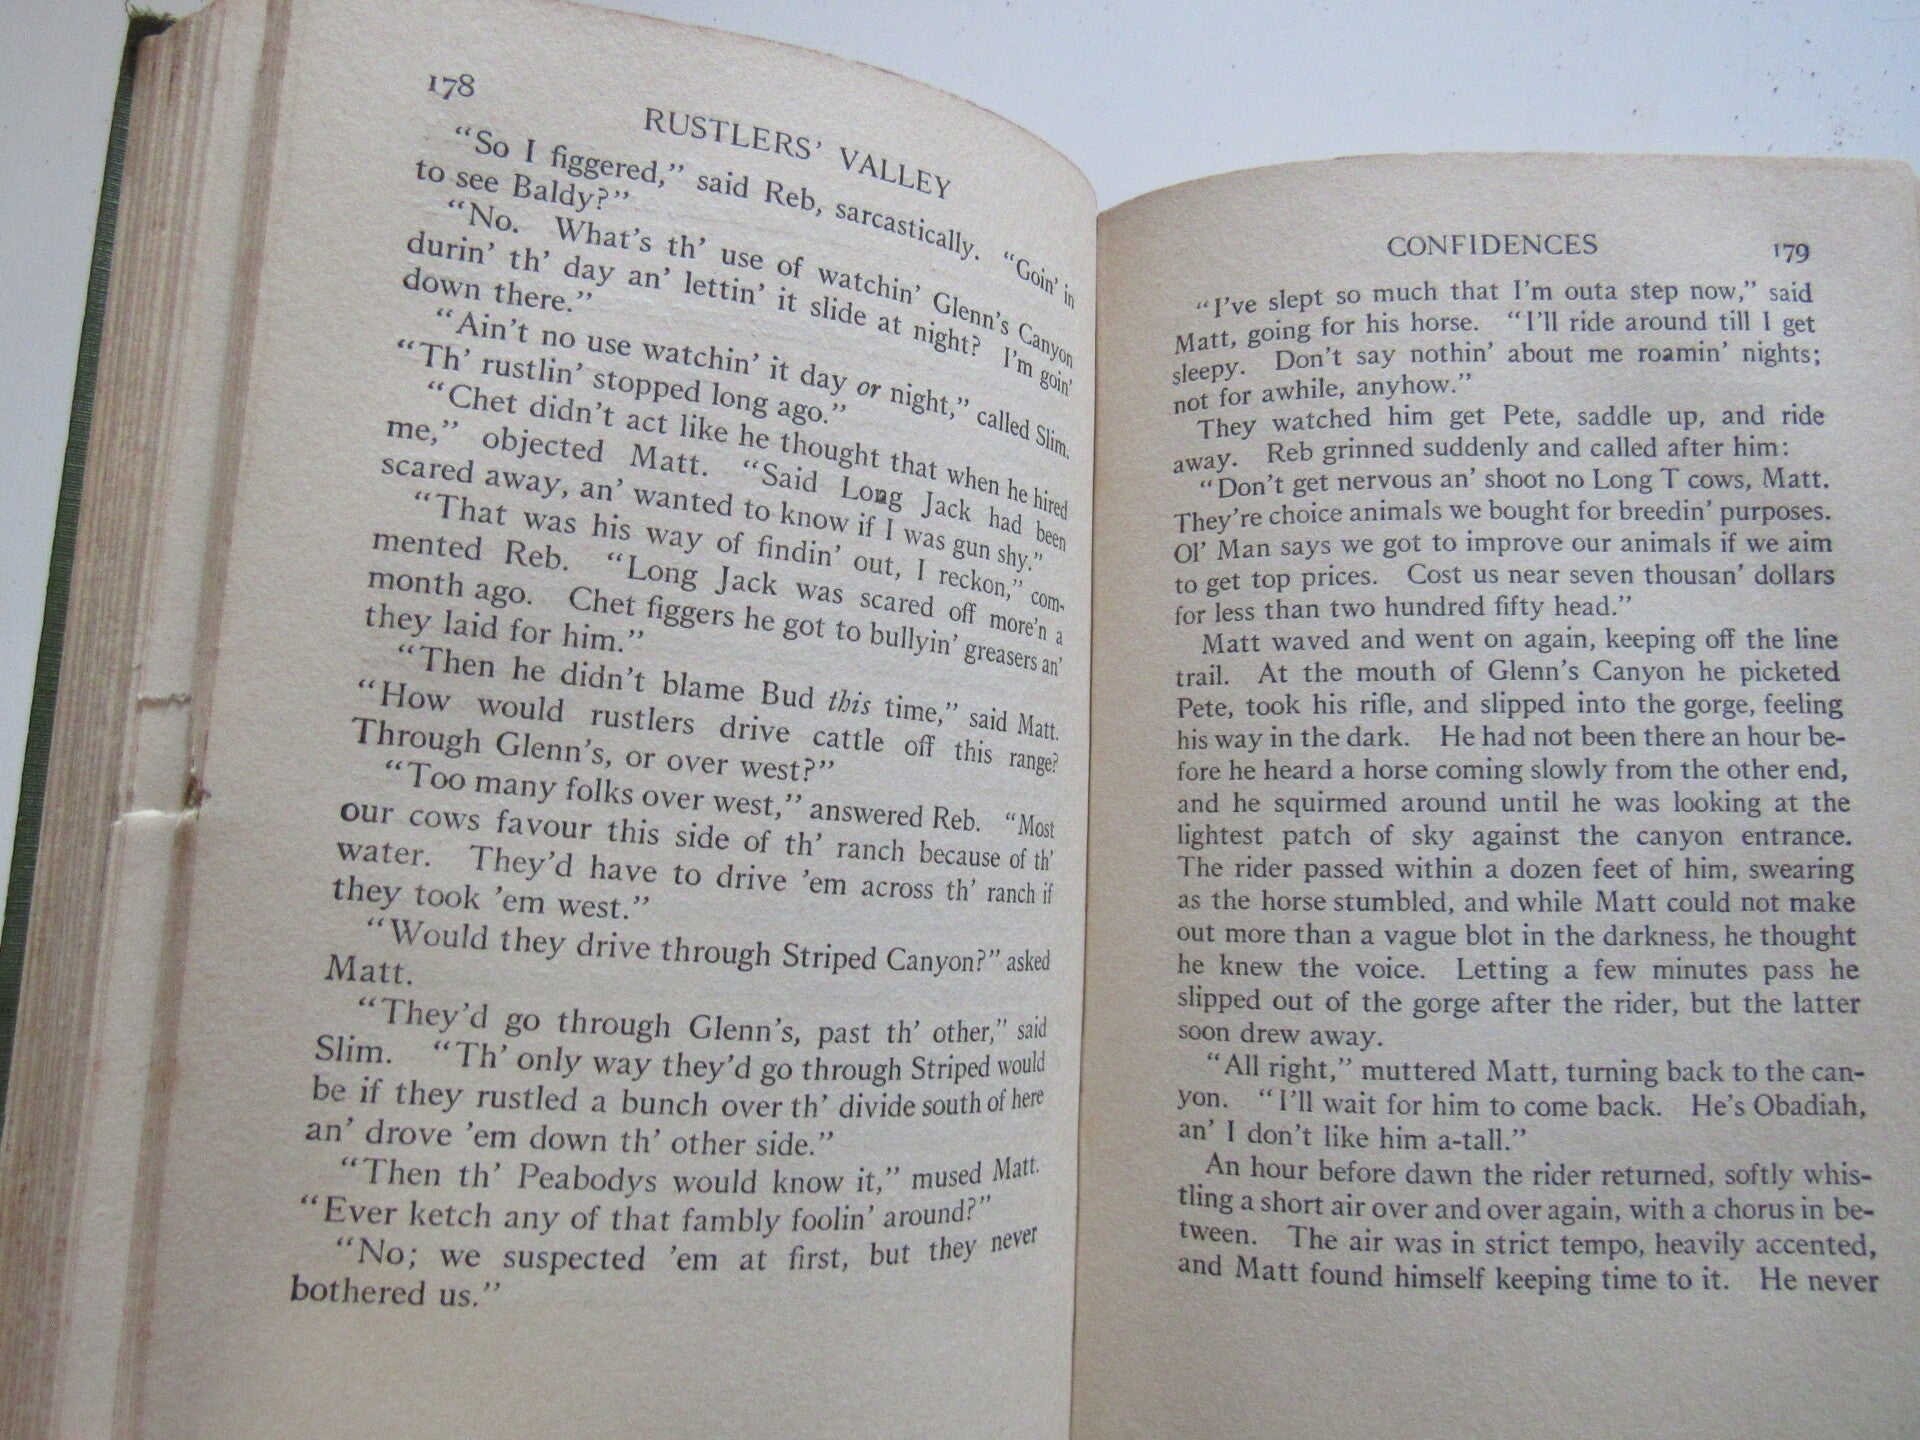 178
RUSTLERS' VALLEY
"So I figgered," said Reb, sarcastically. "Goin' in
to see Baldy?"
"No. What's th' use of watchin' Glenn's Canyon
durin' th' day an' lettin' it slide at night? I'm goin'
down there."
"Ain't no use watchin' it day or night," called Slim.
"Th' rustlin' stopped long ago."
"Chet didn't act like he thought that when he hired
me," objected Matt. "Said Long Jack had been
scared away, an' wanted to know if I was gun shy."
"That was his way of findin' out, I reckon," com-
mented Reb. "Long Jack was scared off more'n a
month ago. Chet figgers he got to bullyin' greasers an'
they laid for him."
"Then he didn't blame Bud this time," said Matt.
"How would rustlers drive cattle off this range?
Through Glenn's, or over west?"
"Too many folks over west," answered Reb. "Most
our cows favour this side of th' ranch because of th'
water. They'd have to drive 'em across th' ranch if
they took 'em west."
"Would they drive through Striped Canyon?" asked
Matt.
"They'd go through Glenn's, past th' other," said
Slim. "Th' only way they'd go through Striped would
be if they rustled a bunch over th' divide south of here
an' drove 'em down th' other side."
"Then th' Peabodys would know it," mused Matt.
"Ever ketch any of that fambly foolin' around?"
"No; we suspected 'em at first, but they never
bothered us."
CONFIDENCES 179
"I've slept so much that I'm outa step now," said
Matt, going for his horse. "I'll ride around till I get
sleepy. Don't say nothin' about me roamin' nights;
not for awhile, anyhow."
They watched him get Pete, saddle up, and ride
away. Reb grinned suddenly and called after him:
"Don't get nervous an' shoot no Long T cows, Matt.
They're choice animals we bought for breedin' purposes.
Ol' Man says we got to improve our animals if we aim
to get top prices. Cost us near seven thousan' dollars
for less than two hundred fifty head."
Matt waved and went on again, keeping off the line
trail. At the mouth of Glenn's Canyon he picketed
Pete, took his rifle, and slipped into the gorge, feeling
his way in the dark. He had not been there an hour be-
fore he heard a horse coming slowly from the other end,
and he squirmed around until he was looking at the
lightest patch of sky against the canyon entrance.
The rider passed within a dozen feet of him, swearing
as the horse stumbled, and while Matt could not make
out more than a vague blot in the darkness, he thought
he knew the voice. Letting a few minutes pass he
slipped out of the gorge after the rider, but the latter
soon drew away.
"All right," muttered Matt, turning back to the can-
yon. "I'll wait for him to come back. He's Obadiah,
an' I don't like him a-tall."
An hour before dawn the rider returned, softly whis-
tling a short air over and over again, with a chorus in be-
tween. The air was in strict tempo, heavily accented,
and Matt found himself keeping time to it. He never